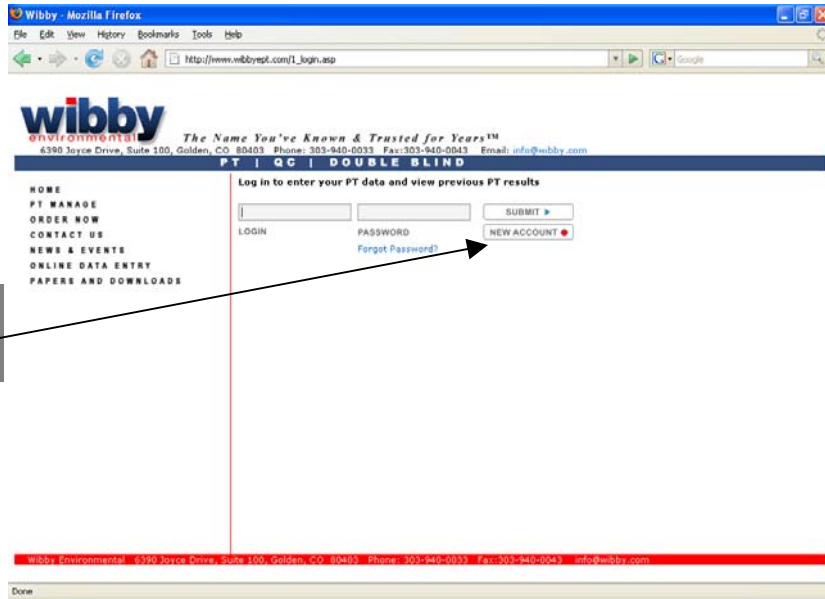 Wibby - Mozilla Firefox
File Edit View History Bookmarks Tools Help
http://www.wibbyept.com/1_login.asp
Google
wibby
environmental
The Name You've Known & Trusted for Years™
6390 Joyce Drive, Suite 100, Golden, CO 80403 Phone: 303-940-0033 Fax:303-940-0043 Email: info@wibby.com
PT | QC | DOUBLE BLIND
HOME
PT MANAGE
ORDER NOW
CONTACT US
NEWS & EVENTS
ONLINE DATA ENTRY
PAPERS AND DOWNLOADS
Log in to enter your PT data and view previous PT results
SUBMIT
LOGIN PASSWORD NEW ACCOUNT
Forgot Password?
Wibby Environmental 6390 Joyce Drive, Suite 100, Golden, CO 80403 Phone: 303-940-0033 Fax:303-940-0043 info@wibby.com
Done